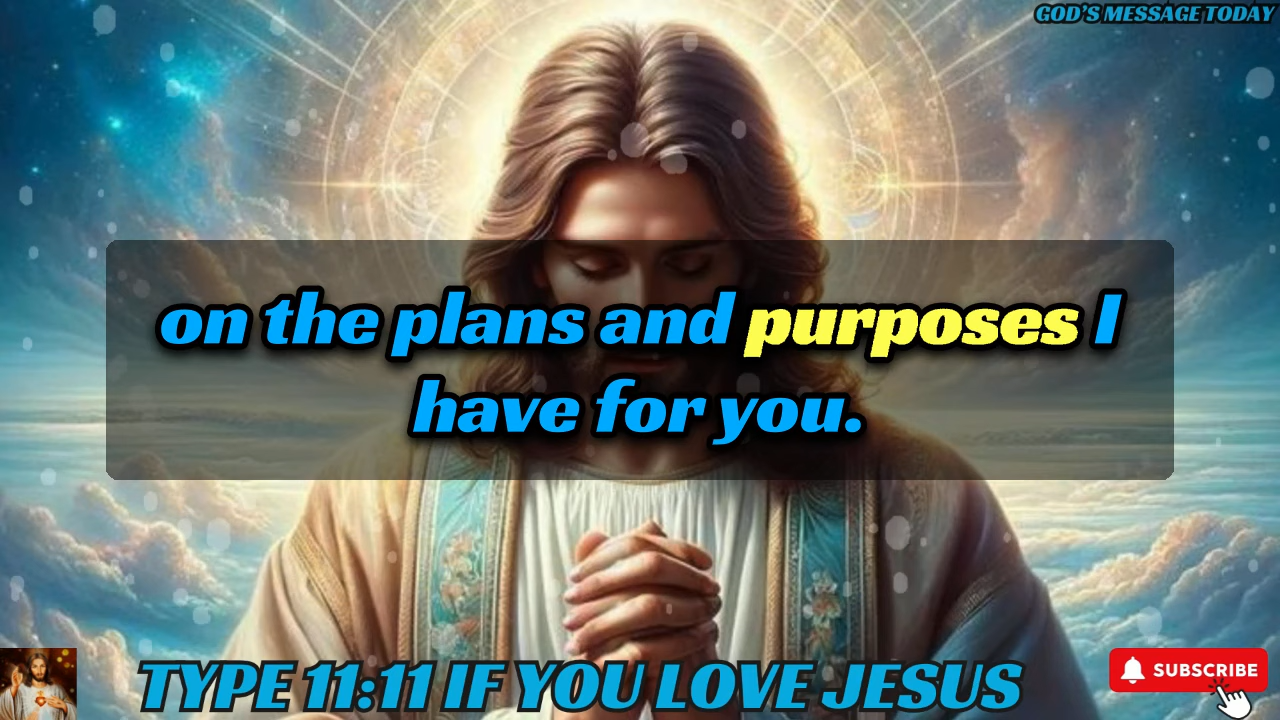 GOD'S MESSAGE TODAY
on the plans and purposes I
have for you.
TYPE 11:11 IF YOU LOVE JESUS
SUBSCRIBE